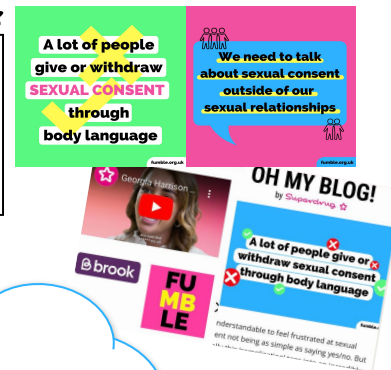 A lot of people
give or withdraw
SEXUAL CONSENT
through
body language
fumble.org.uk
We need to talk
about sexual consent
outside of our
sexual relationships
fumble.org.uk
Georgia Harrison...
brook
FU
MB
LE
OH MY BLOG!
by Superdrug
A lot of people give or
withdraw sexual consent
through body language
nderstandable to feel frustrated at sexual
ent not being as simple as saying yes/no. But